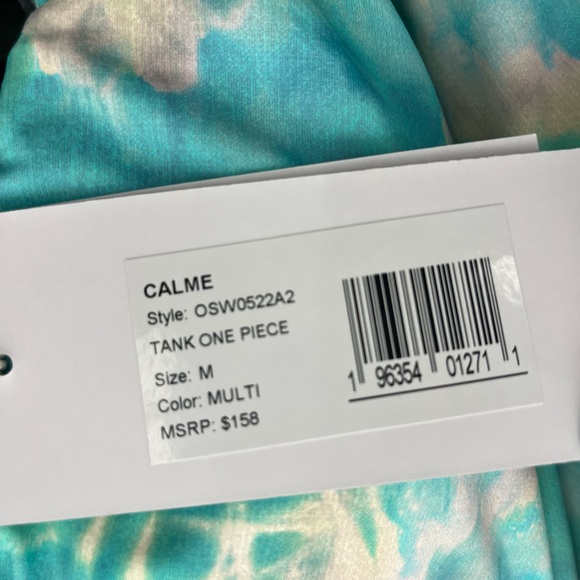 CALME
Style: OSW0522A2
TANK ONE PIECE
Size: M
Color: MULTI
MSRP: $158
1 96354 01271 1